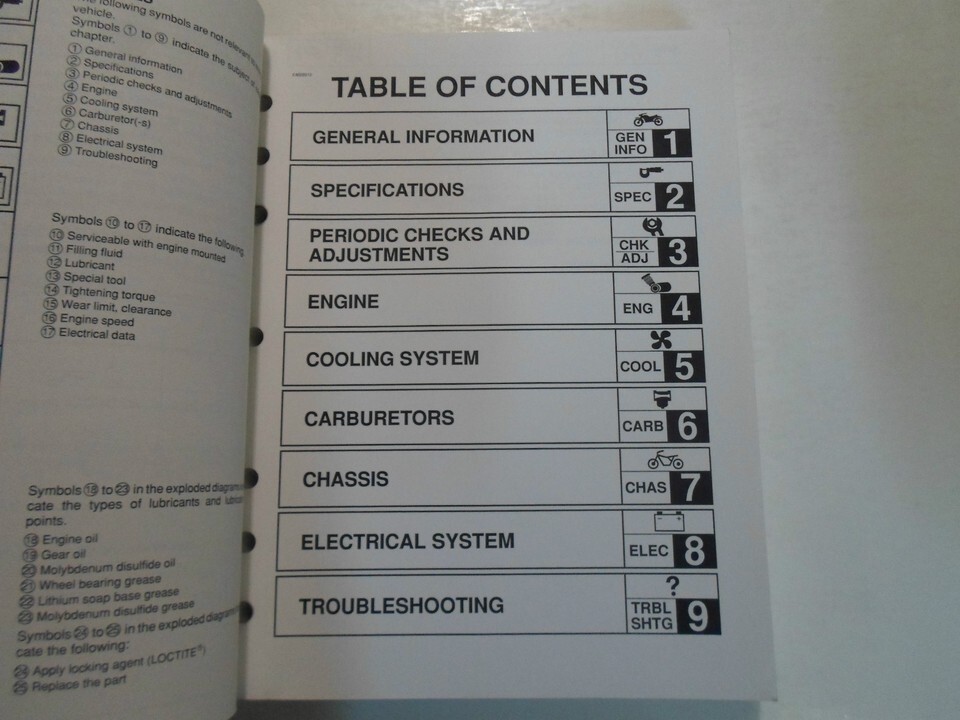 following symbols are not relevant
vehicle.
Symbols ① to ⑨ indicate the subject
chapter.
① General information
② Specifications
③ Periodic checks and adjustments
④ Engine
⑤ Cooling system
⑥ Carburetor(-s)
⑦ Chassis
⑧ Electrical system
⑨ Troubleshooting
Symbols ⑩ to ⑰ indicate the following.
⑩ Serviceable with engine mounted
⑪ Filling fluid
⑫ Lubricant
⑬ Special tool
⑭ Tightening torque
⑮ Wear limit, clearance
⑯ Engine speed
⑰ Electrical data
Symbols ⑱ to ㉓ in the exploded diagrams
cate the types of lubricants and
points.
⑱ Engine oil
⑲ Gear oil
⑳ Molybdenum disulfide oil
㉑ Wheel bearing grease
㉒ Lithium soap base grease
㉓ Molybdenum disulfide grease
Symbols ㉔ to ㉕ in the exploded
cate the following:
㉔ Apply locking agent (LOCTITE®)
㉕ Replace the part
TABLE OF CONTENTS
GENERAL INFORMATION
GEN
INFO 1
SPECIFICATIONS
SPEC 2
PERIODIC CHECKS AND
ADJUSTMENTS
CHK
ADJ 3
ENGINE
ENG 4
COOLING SYSTEM
COOL 5
CARBURETORS
CARB 6
CHASSIS
CHAS 7
ELECTRICAL SYSTEM
ELEC 8
TROUBLESHOOTING
?
TRBL
SHTG 9